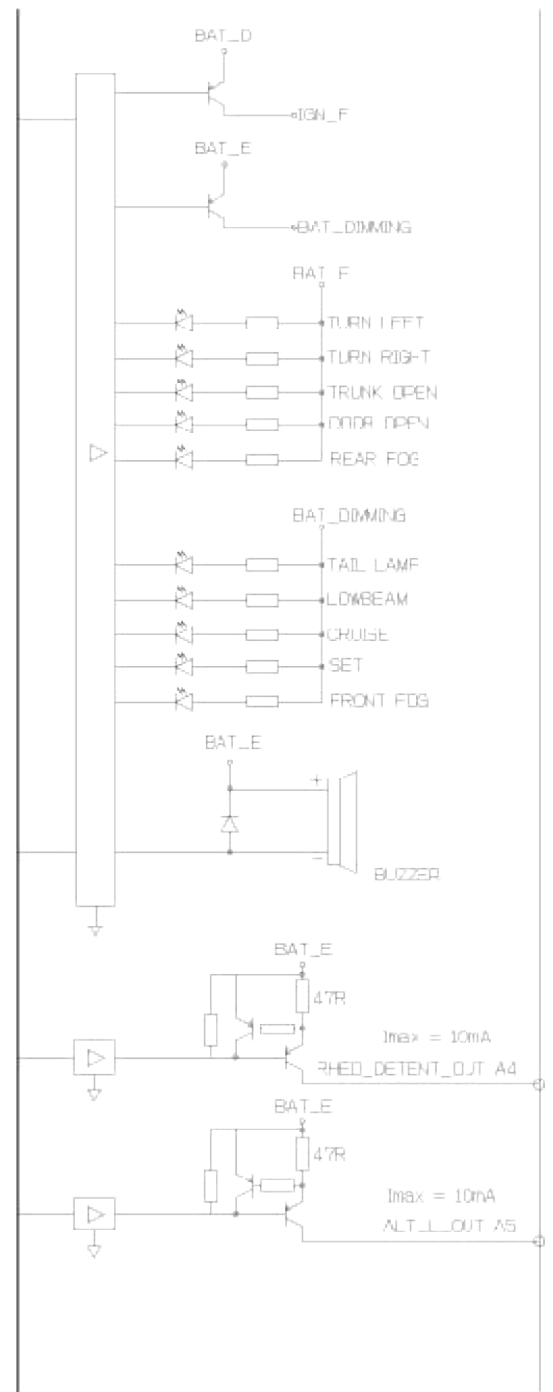 BAT_D
IGN_F
BAT_E
BAT_DIMMING
BAT_F
TURN LEFT
TURN RIGHT
TRUNK OPEN
DOOR OPEN
REAR FOG
BAT_DIMMING
TAIL LAMP
LOWBEAM
CRUISE
SET
FRONT FOG
BAT_E
+
-
BUZZER
BAT_E
47R
Imax = 10mA
RHEO_DETENT_OUT A4
BAT_E
47R
Imax = 10mA
ALT_L_OUT A5